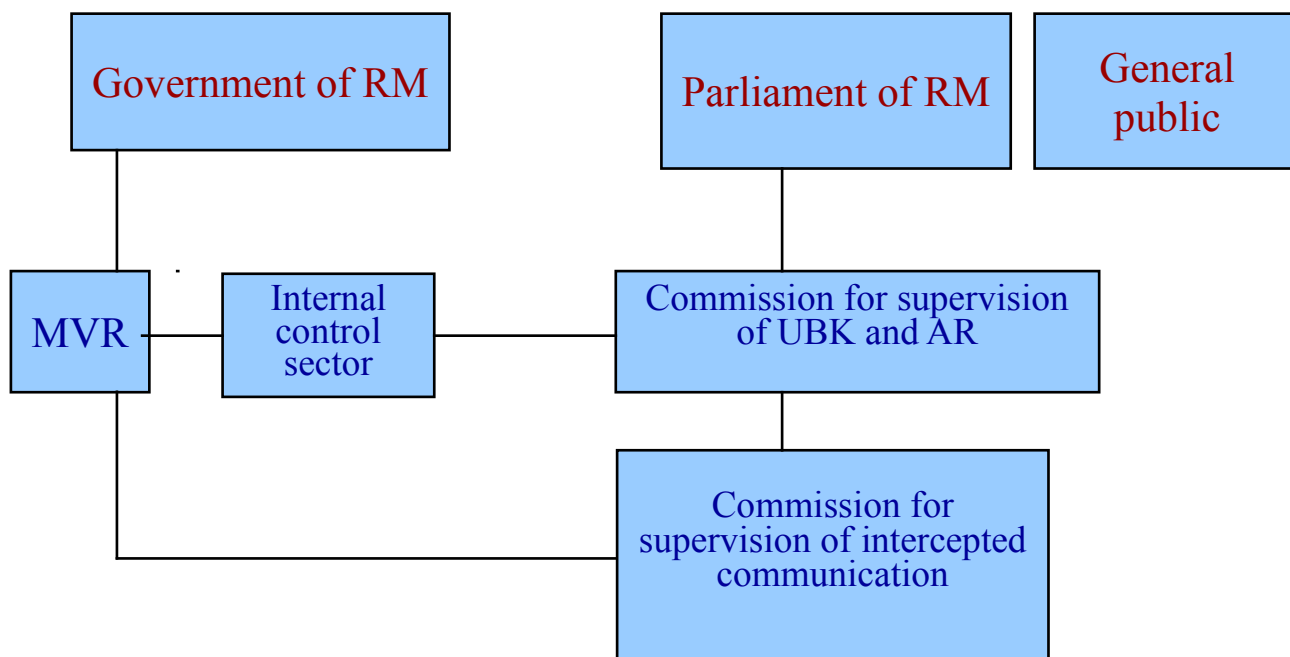 Government of RM
Parliament of RM
General
public
MVR
Internal
control
sector
Commission for supervision
of UBK and AR
Commission for
supervision of intercepted
communication